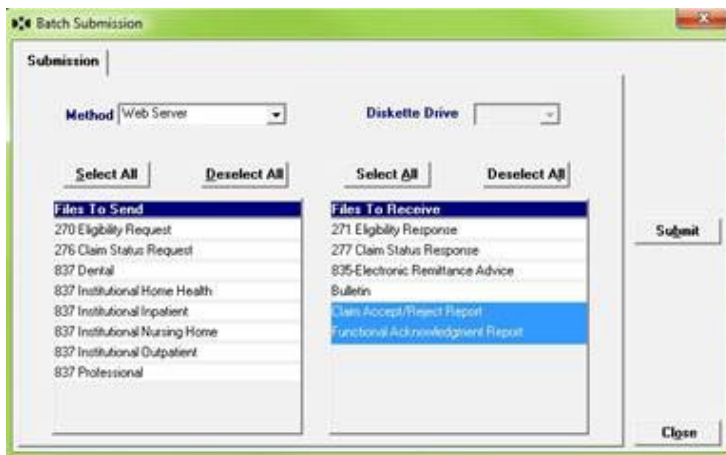 Batch Submission
Submission
Method Web Server Diskette Drive
Select All Deselect All Select All Deselect All
Files To Send Files To Receive
270 Eligibility Request 271 Eligibility Response
276 Claim Status Request 277 Claim Status Response
837 Dental 835-Electronic Remittance Advice
837 Institutional Home Health Bulletin
837 Institutional Inpatient Claim Accept/Reject Report
837 Institutional Nursing Home Functional Acknowledgment Report
837 Institutional Outpatient
837 Professional
Submit
Close